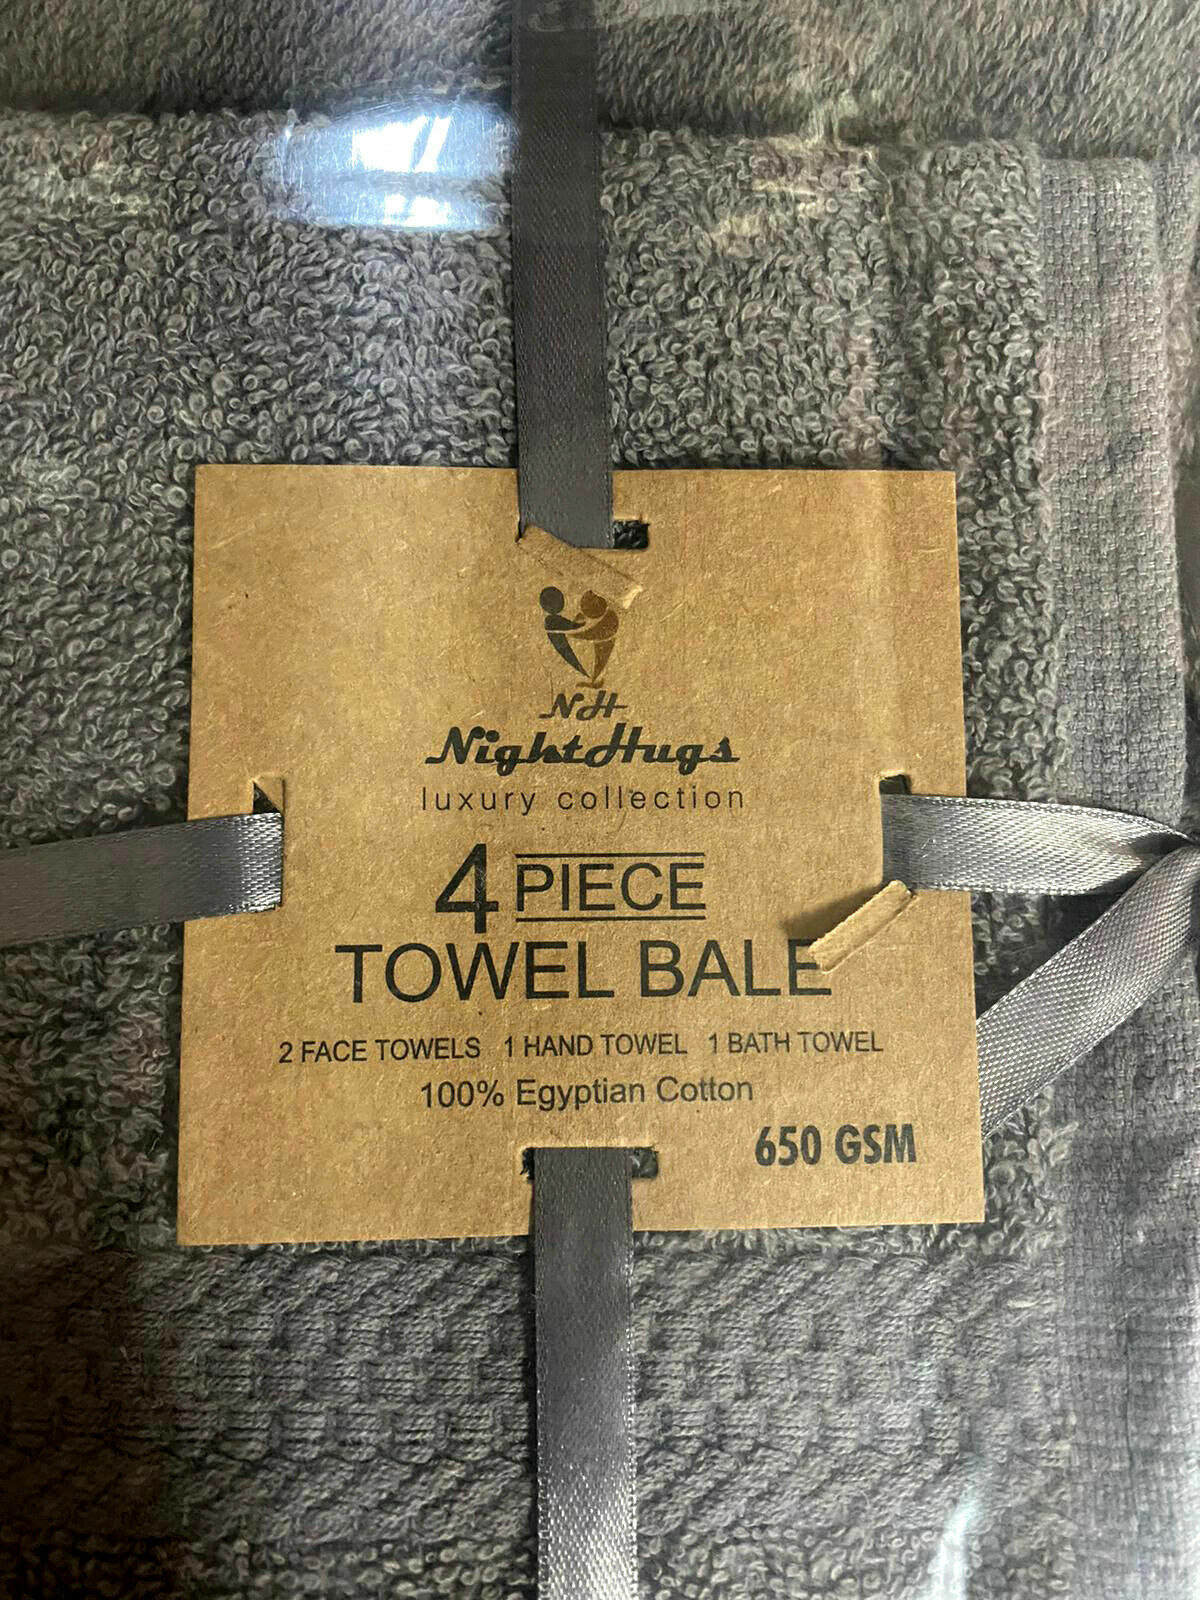 NH
NightHugs
luxury collection
4 PIECE
TOWEL BALE
2 FACE TOWELS 1 HAND TOWEL 1 BATH TOWEL
100% Egyptian Cotton
650 GSM